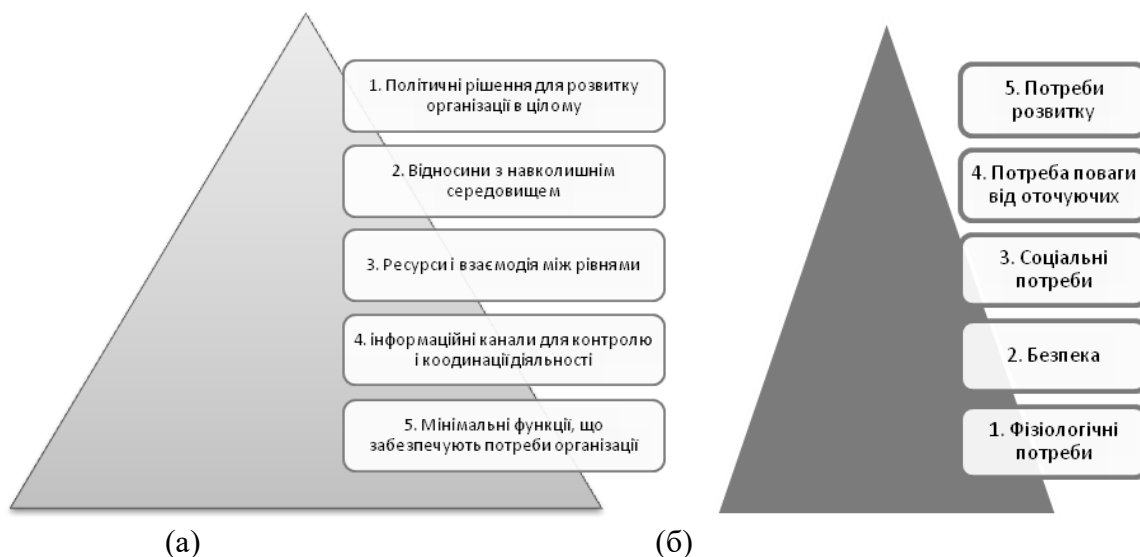 1. Політичні рішення для розвитку
організації в цілому
2. Відносини з навколишнім
середовищем
3. Ресурси і взаємодія між рівнями
4. інформаційні канали для контролю
і коодинації діяльності
5. Мінімальні функції, що
забезпечують потреби організації
(а)
5. Потреби
розвитку
4. Потреба поваги
від оточуючих
3. Соціальні
потреби
2. Безпека
1. Фізіологічні
потреби
(б)